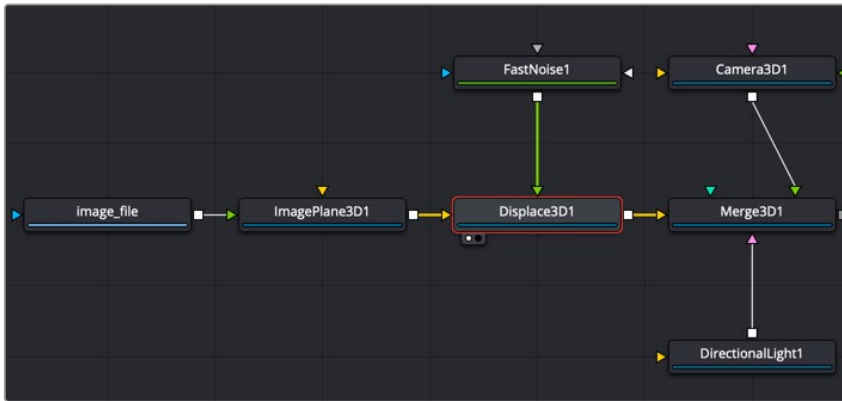 FastNoise1
Camera3D1
image_file
ImagePlane3D1
Displace3D1
Merge3D1
DirectionalLight1